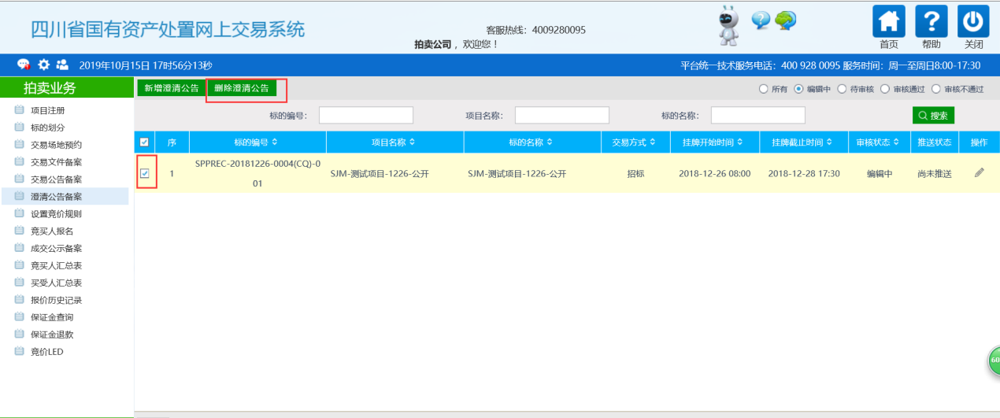 四川省国有资产处置网上交易系统
客服热线：4009280095
拍卖公司，欢迎您！
首页
帮助
关闭
2019年10月15日 17时56分13秒
平台统一技术服务电话：400 928 0095 服务时间：周一至周日8:00-17:30
拍卖业务
项目注册
标的划分
交易场地预约
交易文件备案
交易公告备案
澄清公告备案
设置竞价规则
竞买人报名
成交公示备案
竞买人汇总表
买受人汇总表
报价历史记录
保证金查询
保证金退款
竞价LED
新增澄清公告 删除澄清公告
所有 编辑中 待审核 审核通过 审核不通过
标的编号： 项目名称： 标的名称： 搜索
序 标的编号 项目名称 标的名称 交易方式 挂牌开始时间 挂牌截止时间 审核状态 推送状态 操作
1 SPPREC-20181226-0004(CQ)-0
01 SJM-测试项目-1226-公开 SJM-测试项目-1226-公开 招标 2018-12-26 08:00 2018-12-28 17:30 编辑中 尚未推送
60